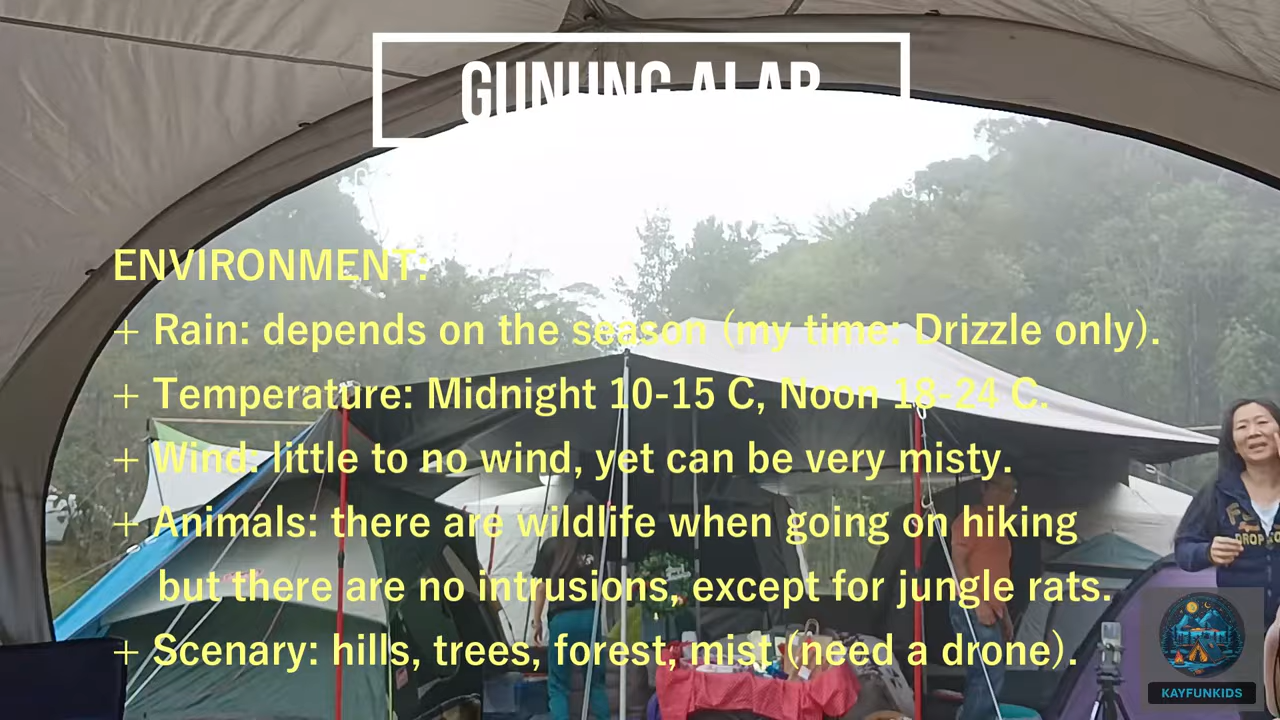 GUNUNG ALAB
ENVIRONMENT:
+ Rain: depends on the season (my time: Drizzle only).
+ Temperature: Midnight 10-15 C, Noon 18-24 C.
+ Wind: little to no wind, yet can be very misty.
+ Animals: there are wildlife when going on hiking
but there are no intrusions, except for jungle rats.
+ Scenary: hills, trees, forest, mist (need a drone).
DROP
KAYFUNKIDS